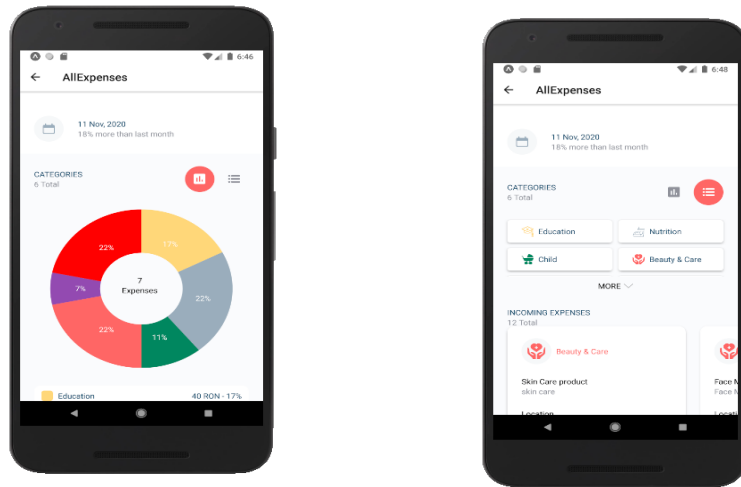 6:46
AllExpenses
11 Nov, 2020
18% more than last month
CATEGORIES
6 Total
22%
17%
7%
7
Expenses
22%
22%
11%
Education 40 RON - 17%
6:48
AllExpenses
11 Nov, 2020
18% more than last month
CATEGORIES
6 Total
Education Nutrition
Child Beauty & Care
MORE
INCOMING EXPENSES
12 Total
Beauty & Care
Skin Care product Face
skin care Face
Location